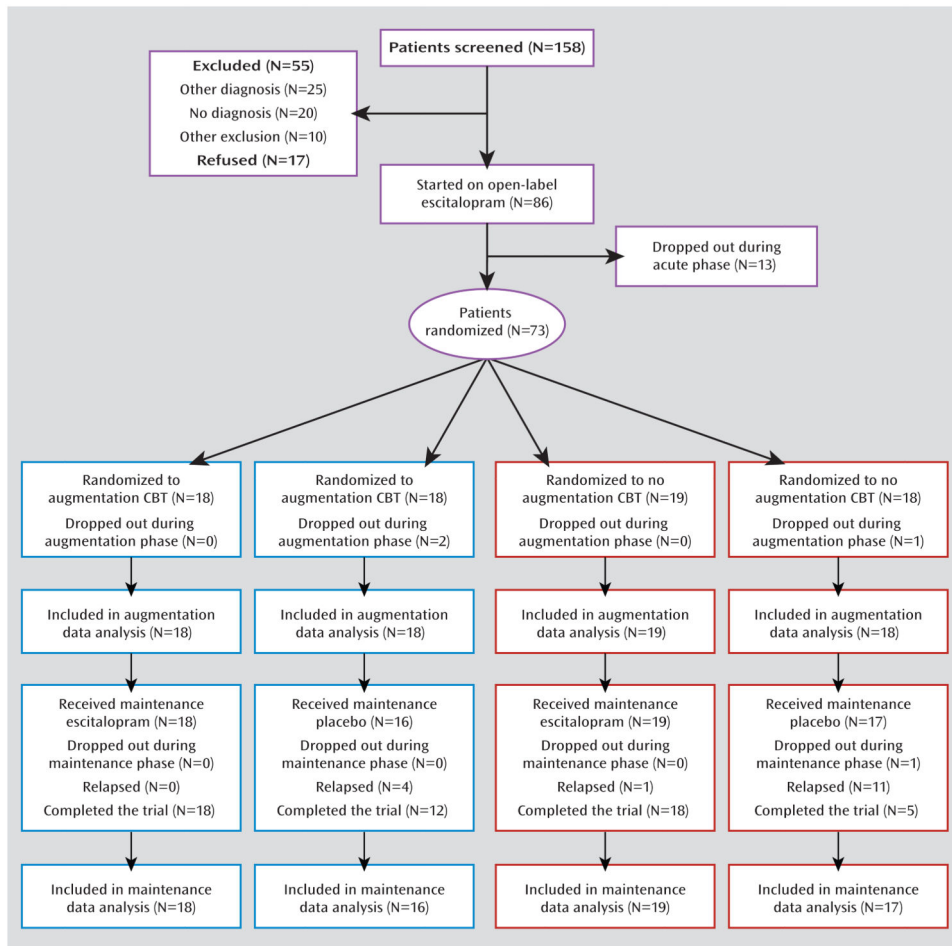 Patients screened (N=158)
Excluded (N=55)
Other diagnosis (N=25)
No diagnosis (N=20)
Other exclusion (N=10)
Refused (N=17)
Started on open-label
escitalopram (N=86)
Dropped out during
acute phase (N=13)
Patients
randomized (N=73)
Randomized to
augmentation CBT (N=18)
Dropped out during
augmentation phase (N=0)
Randomized to
augmentation CBT (N=18)
Dropped out during
augmentation phase (N=2)
Randomized to no
augmentation CBT (N=19)
Dropped out during
augmentation phase (N=0)
Randomized to no
augmentation CBT (N=18)
Dropped out during
augmentation phase (N=1)
Included in augmentation
data analysis (N=18)
Included in augmentation
data analysis (N=18)
Included in augmentation
data analysis (N=19)
Included in augmentation
data analysis (N=18)
Received maintenance
escitalopram (N=18)
Dropped out during
maintenance phase (N=0)
Relapsed (N=0)
Completed the trial (N=18)
Received maintenance
placebo (N=16)
Dropped out during
maintenance phase (N=0)
Relapsed (N=4)
Completed the trial (N=12)
Received maintenance
escitalopram (N=19)
Dropped out during
maintenance phase (N=0)
Relapsed (N=1)
Completed the trial (N=18)
Received maintenance
placebo (N=17)
Dropped out during
maintenance phase (N=1)
Relapsed (N=11)
Completed the trial (N=5)
Included in maintenance
data analysis (N=18)
Included in maintenance
data analysis (N=16)
Included in maintenance
data analysis (N=19)
Included in maintenance
data analysis (N=17)